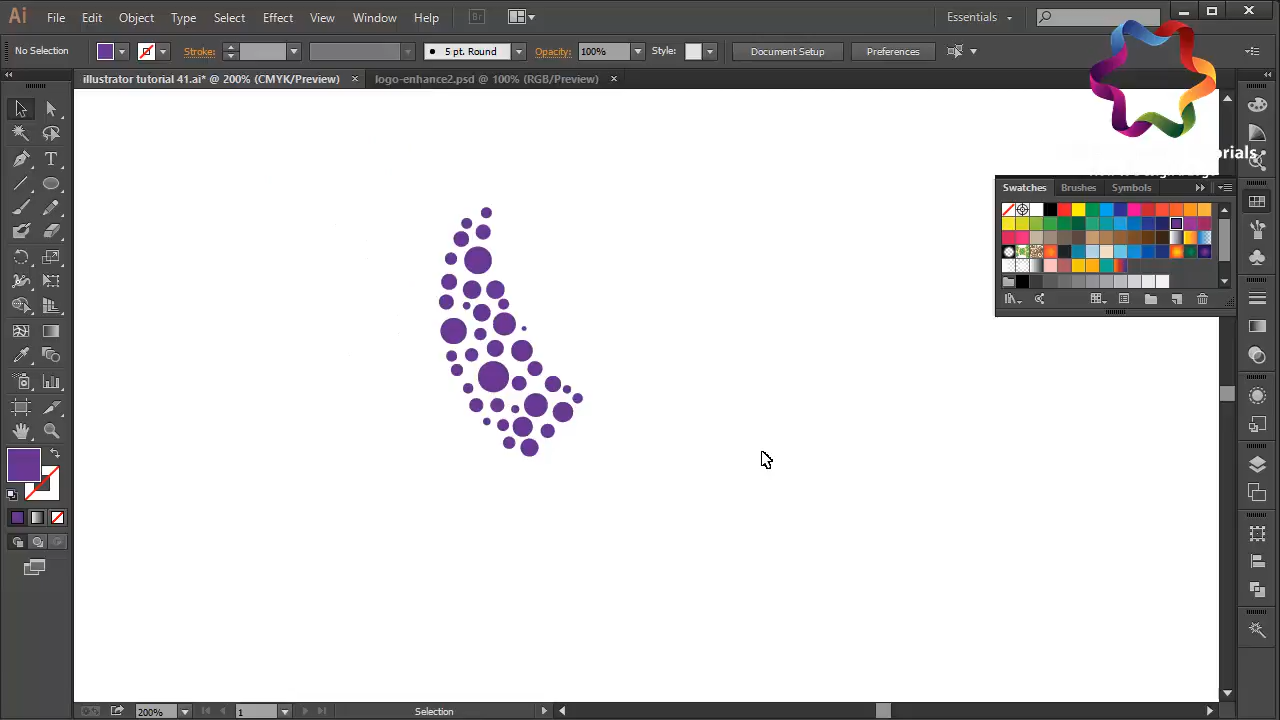 Ai File Edit Object Type Select Effect View Window Help Br Essentials
No Selection Stroke: 5 pt. Round Opacity: 100% Style: Document Setup Preferences
illustrator tutorial 41.ai* @ 200% (CMYK/Preview) × logo-enhance2.psd @ 100% (RGB/Preview) ×
orials
Swatches Brushes Symbols
200% 1 Selection